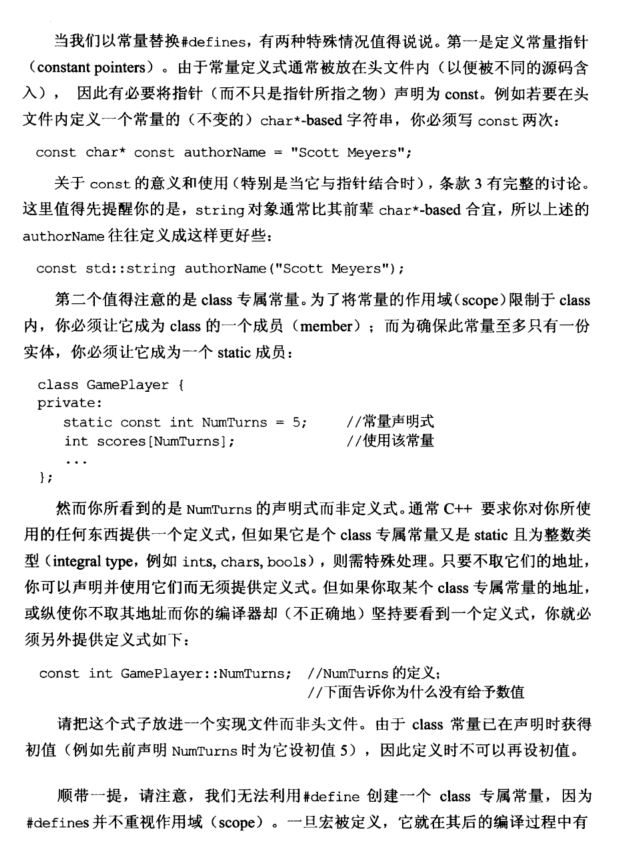 当我们以常量替换#defines，有两种特殊情况值得说说。第一是定义常量指针
（constant pointers）。由于常量定义式通常被放在头文件内（以便被不同的源码含
入），因此有必要将指针（而不只是指针所指之物）声明为 const。例如若要在头
文件内定义一个常量的（不变的）char*-based 字符串，你必须写 const 两次：
const char* const authorName = "Scott Meyers";
关于 const 的意义和使用（特别是当它与指针结合时），条款 3 有完整的讨论。
这里值得先提醒你的是，string 对象通常比其前辈 char*-based 合宜，所以上述的
authorName 往往定义成这样更好些：
const std::string authorName("Scott Meyers");
第二个值得注意的是 class 专属常量。为了将常量的作用域（scope）限制于 class
内，你必须让它成为 class 的一个成员（member）；而为确保此常量至多只有一份
实体，你必须让它成为一个 static 成员：
class GamePlayer {
private:
static const int NumTurns = 5; //常量声明式
int scores[NumTurns]; //使用该常量
...
};
然而你所看到的是 NumTurns 的声明式而非定义式。通常 C++ 要求你对你所使
用的任何东西提供一个定义式，但如果它是个 class 专属常量又是 static 且为整数类
型（integral type，例如 ints, chars, bools），则需特殊处理。只要不取它们的地址，
你可以声明并使用它们而无须提供定义式。但如果你取某个 class 专属常量的地址，
或纵使你不取其地址而你的编译器却（不正确地）坚持要看到一个定义式，你就必
须另外提供定义式如下：
const int GamePlayer::NumTurns; //NumTurns 的定义；
//下面告诉你为什么没有给予数值
请把这个式子放进一个实现文件而非头文件。由于 class 常量已在声明时获得
初值（例如先前声明 NumTurns 时为它设初值 5），因此定义时不可以再设初值。
顺带一提，请注意，我们无法利用#define 创建一个 class 专属常量，因为
#defines 并不重视作用域（scope）。一旦宏被定义，它就在其后的编译过程中有